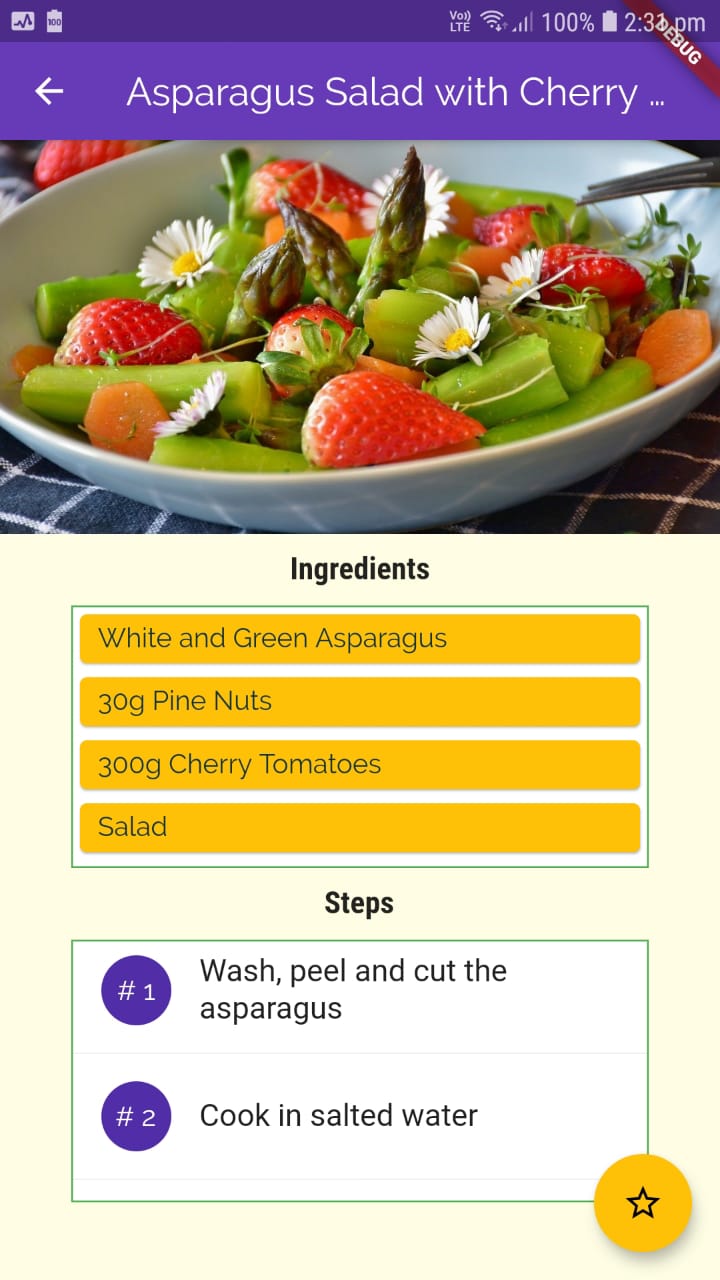 100
Vo))
LTE
100%
2:31 pm
DEBUG
Asparagus Salad with Cherry ...
Ingredients
White and Green Asparagus
30g Pine Nuts
300g Cherry Tomatoes
Salad
Steps
# 1
Wash, peel and cut the
asparagus
# 2
Cook in salted water